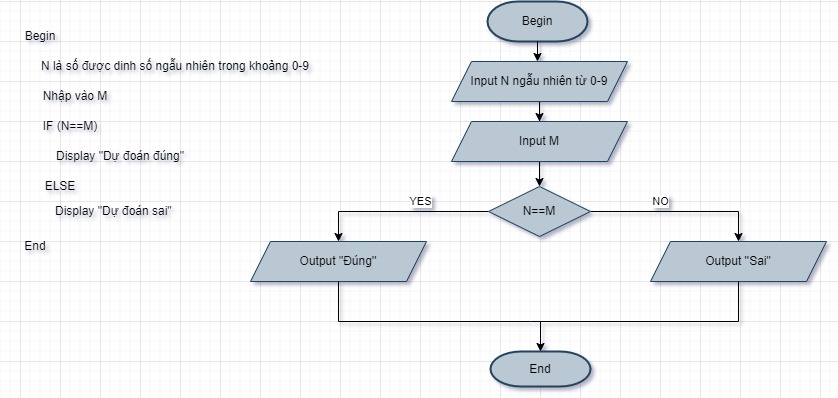 Begin
N là số được dinh số ngẫu nhiên trong khoảng 0-9
Nhập vào M
IF (N==M)
Display "Dự đoán đúng"
ELSE
Display "Dự đoán sai"
End
Begin
Input N ngẫu nhiên từ 0-9
Input M
N==M
YES
NO
Output "Đúng"
Output "Sai"
End